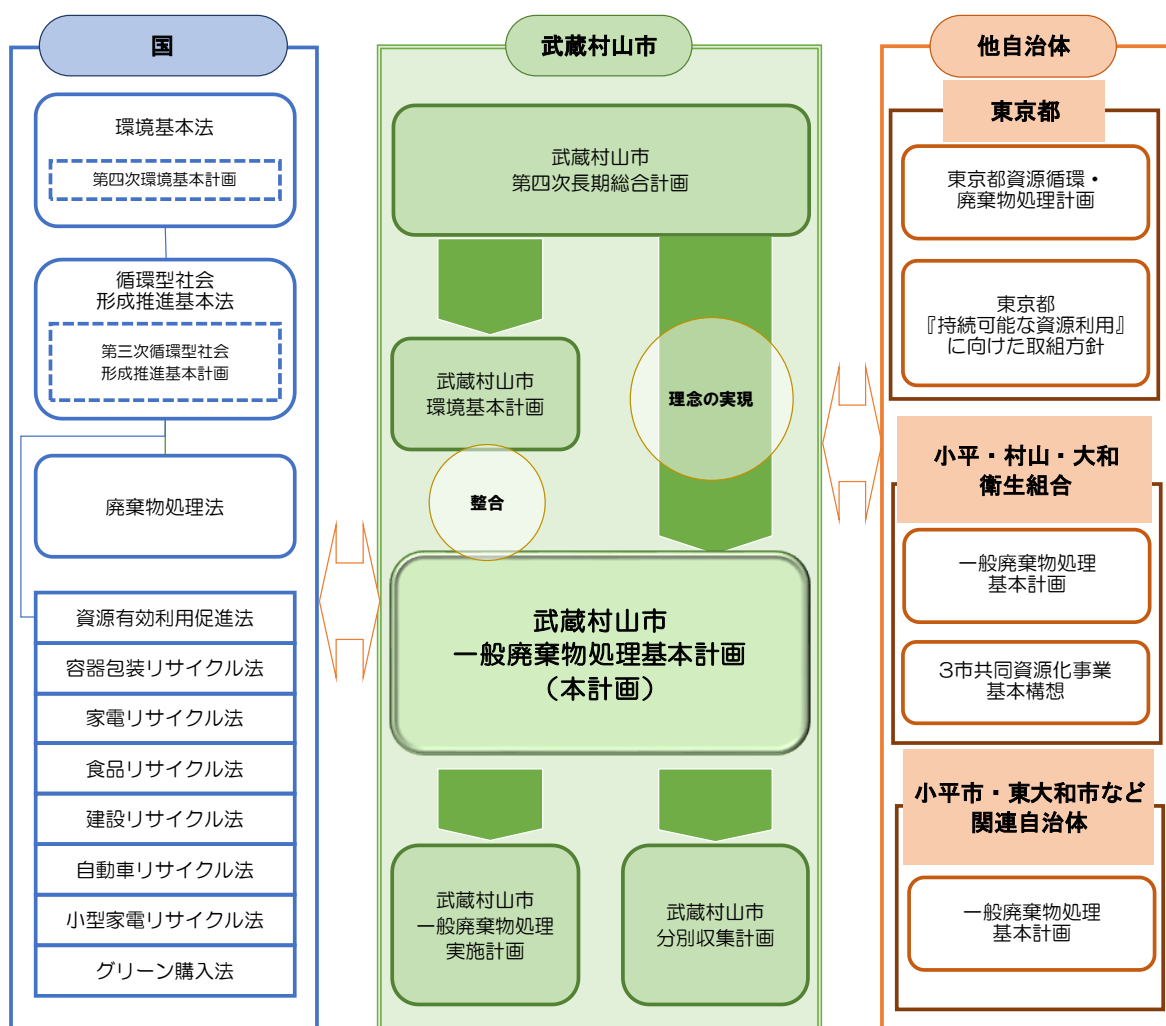 国
環境基本法
第四次環境基本計画
循環型社会
形成推進基本法
第三次循環型社会
形成推進基本計画
廃棄物処理法
資源有効利用促進法
容器包装リサイクル法
家電リサイクル法
食品リサイクル法
建設リサイクル法
自動車リサイクル法
小型家電リサイクル法
グリーン購入法
武蔵村山市
武蔵村山市
第四次長期総合計画
武蔵村山市
環境基本計画
理念の実現
整合
武蔵村山市
一般廃棄物処理基本計画
（本計画）
武蔵村山市
一般廃棄物処理
実施計画
武蔵村山市
分別収集計画
他自治体
東京都
東京都資源循環・
廃棄物処理計画
東京都
『持続可能な資源利用』
に向けた取組方針
小平・村山・大和
衛生組合
一般廃棄物処理
基本計画
3市共同資源化事業
基本構想
小平市・東大和市など
関連自治体
一般廃棄物処理
基本計画